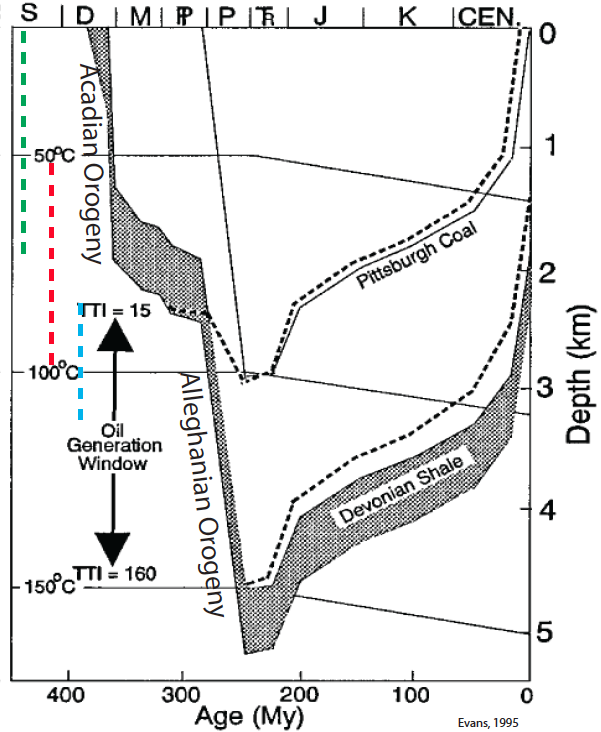 S D M P P Tr J K CEN.
0
Acadian Orogeny
1
50°C
Pittsburgh Coal
2
TTI = 15
100°C
3
Alleghanian Orogeny
Oil
Generation
Window
Depth (km)
Devonian Shale
4
TTI = 160
150°C
5
400 300 200 100 0
Age (My)
Evans, 1995